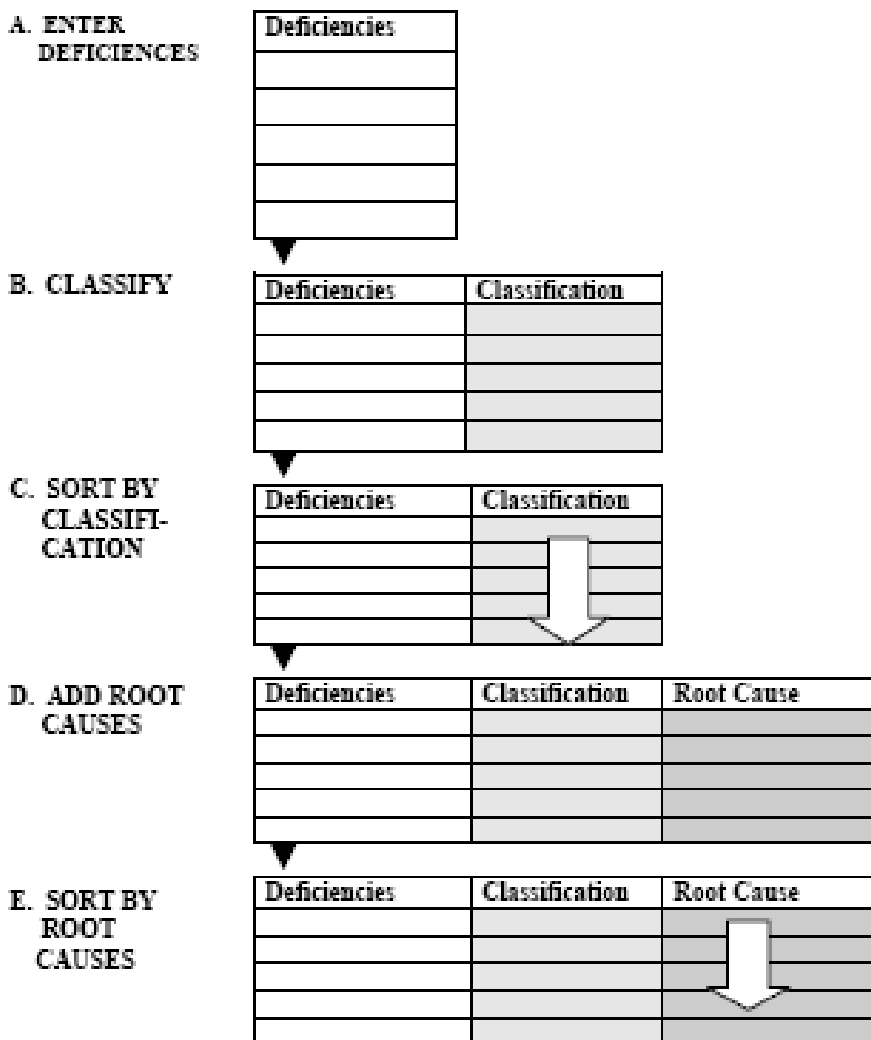 A. ENTER
DEFICIENCES
Deficiencies
B. CLASSIFY
Deficiencies Classification
C. SORT BY
CLASSIFI-
CATION
Deficiencies Classification
D. ADD ROOT
CAUSES
Deficiencies Classification Root Cause
E. SORT BY
ROOT
CAUSES
Deficiencies Classification Root Cause